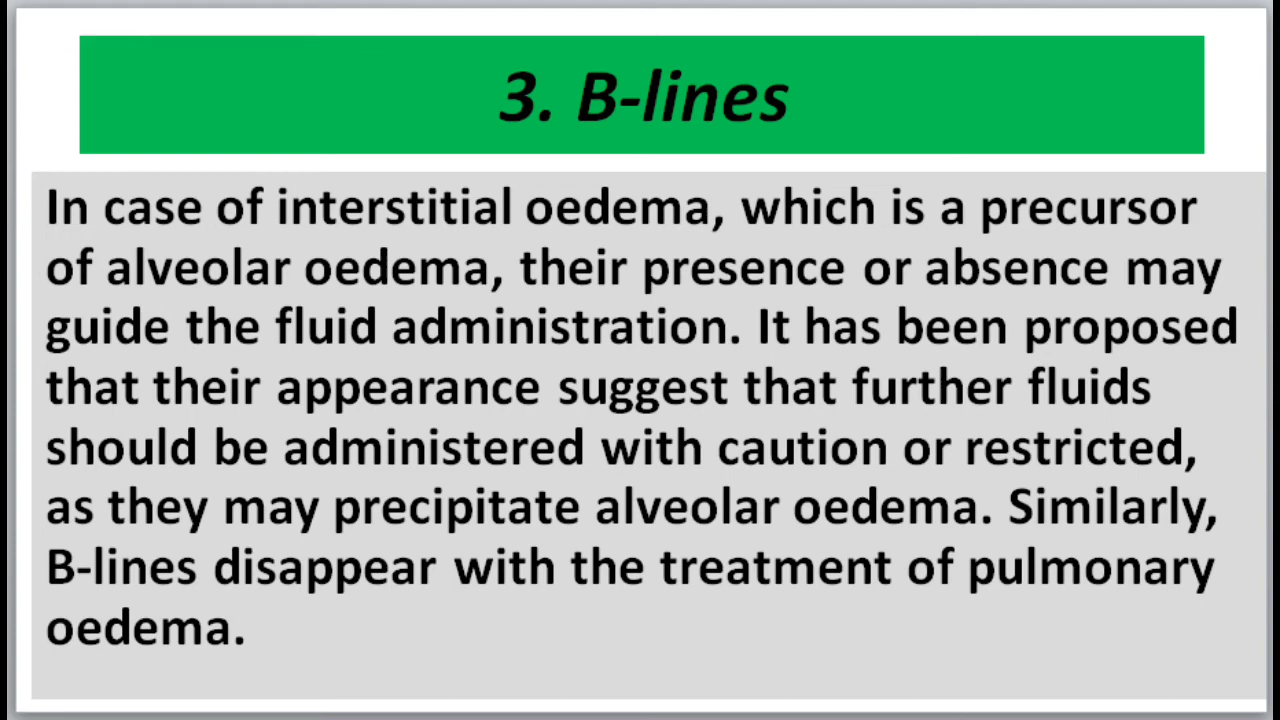 3. B-lines
In case of interstitial oedema, which is a precursor
of alveolar oedema, their presence or absence may
guide the fluid administration. It has been proposed
that their appearance suggest that further fluids
should be administered with caution or restricted,
as they may precipitate alveolar oedema. Similarly,
B-lines disappear with the treatment of pulmonary
oedema.